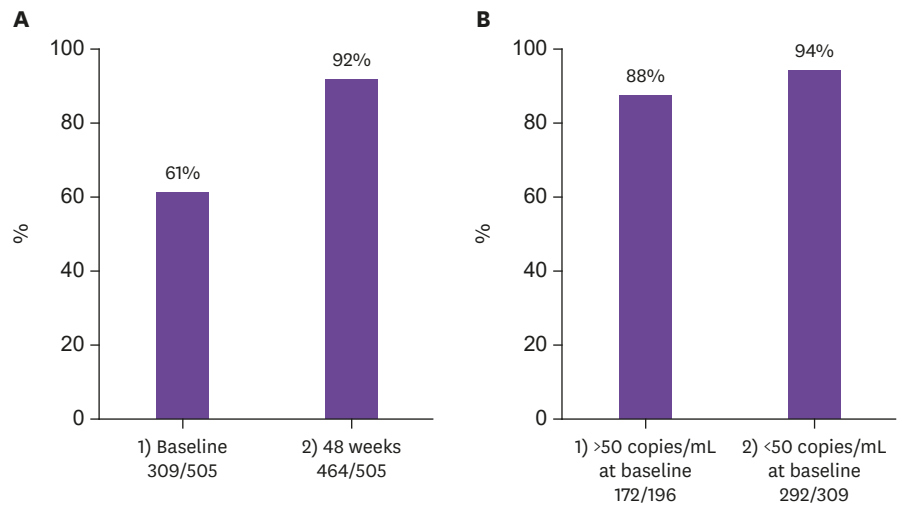 A
100
80
60
40
20
0
%
61%
92%
1) Baseline
309/505
2) 48 weeks
464/505
B
100
80
60
40
20
0
%
88%
94%
1) >50 copies/mL
at baseline
172/196
2) <50 copies/mL
at baseline
292/309